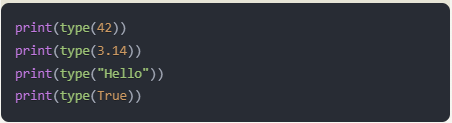 print(type(42))
print(type(3.14))
print(type("Hello"))
print(type(True))